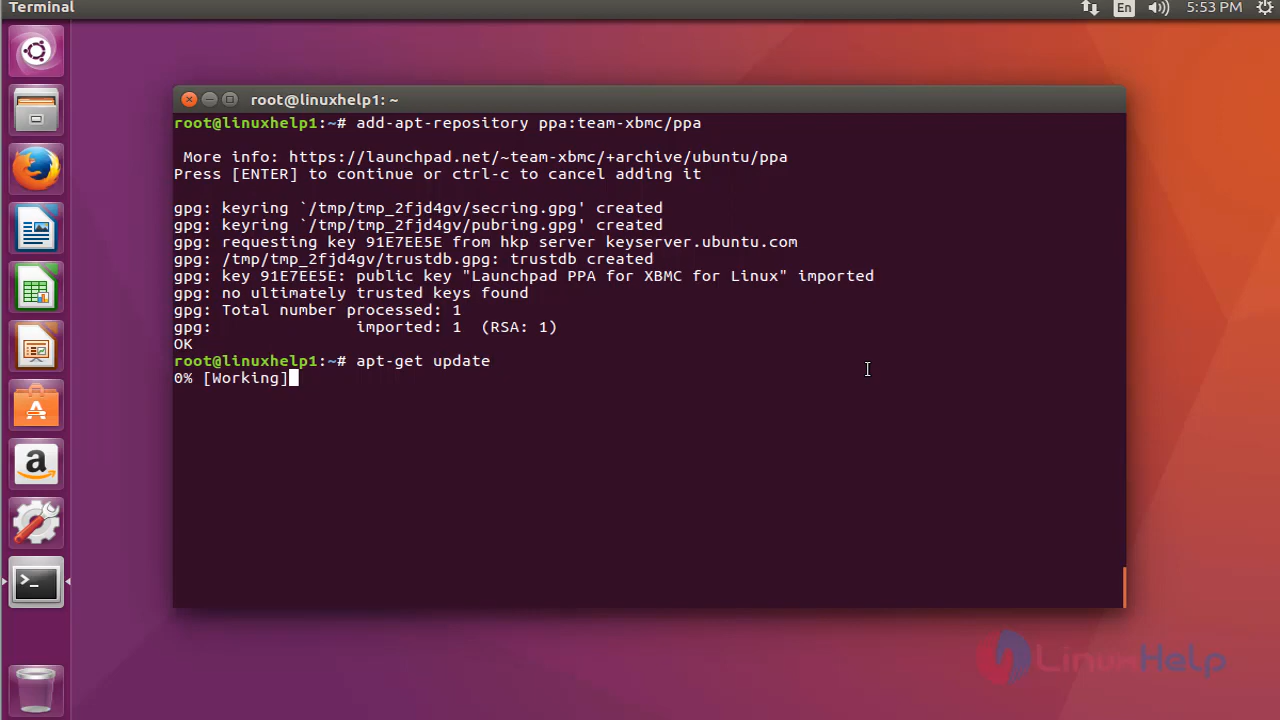 Terminal
En
5:53 PM
root@linuxhelp1: ~
root@linuxhelp1:~# add-apt-repository ppa:team-xbmc/ppa
More info: https://launchpad.net/~team-xbmc/+archive/ubuntu/ppa
Press [ENTER] to continue or ctrl-c to cancel adding it
gpg: keyring `/tmp/tmp_2fjd4gv/secring.gpg' created
gpg: keyring `/tmp/tmp_2fjd4gv/pubring.gpg' created
gpg: requesting key 91E7EE5E from hkp server keyserver.ubuntu.com
gpg: /tmp/tmp_2fjd4gv/trustdb.gpg: trustdb created
gpg: key 91E7EE5E: public key "Launchpad PPA for XBMC for Linux" imported
gpg: no ultimately trusted keys found
gpg: Total number processed: 1
gpg:               imported: 1  (RSA: 1)
OK
root@linuxhelp1:~# apt-get update
0% [Working]
LinuxHelp